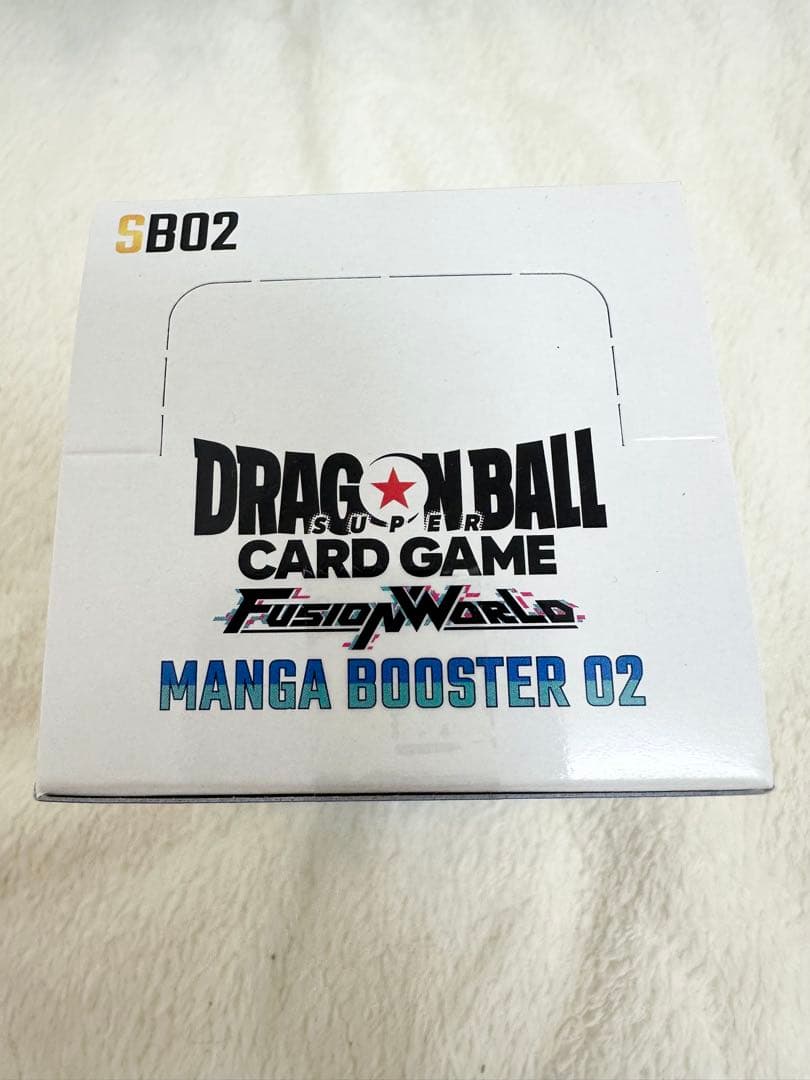 SB02
DRAGON BALL
SUPER
CARD GAME
FUSION WORLD
MANGA BOOSTER 02